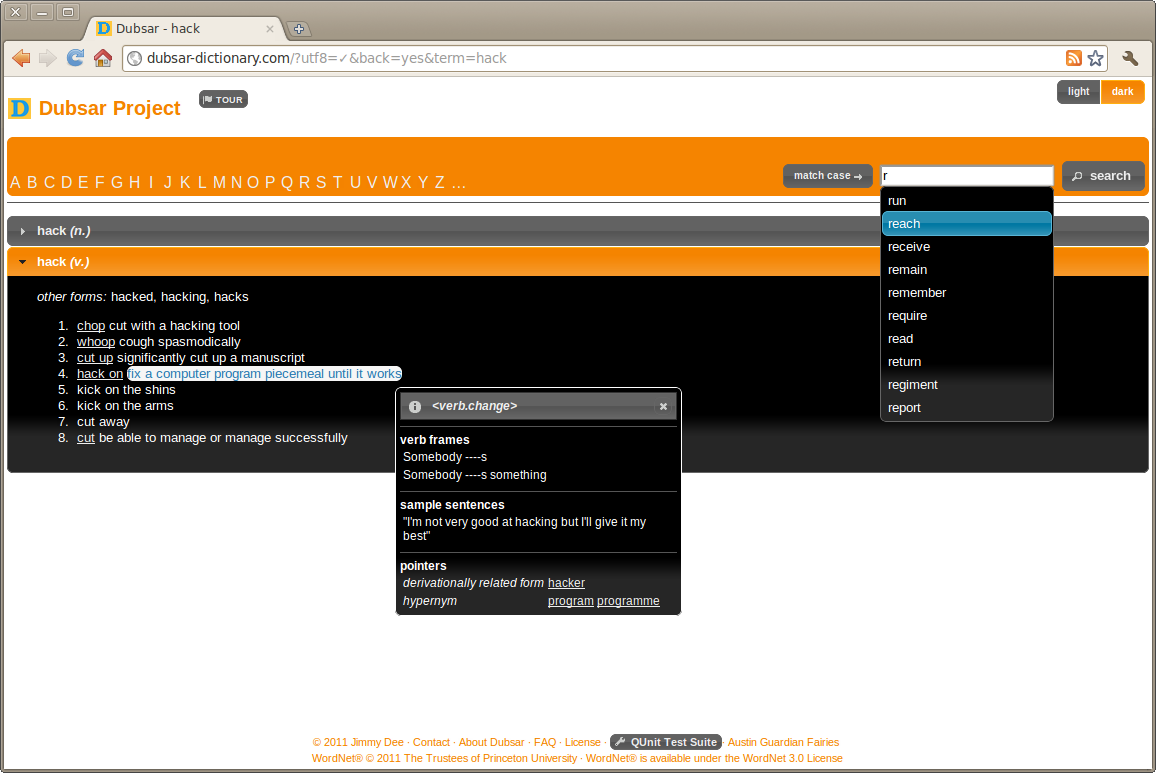 Dubsar - hack
dubsar-dictionary.com/?utf8=✓&back=yes&term=hack
D Dubsar Project
TOUR
light dark
A B C D E F G H I J K L M N O P Q R S T U V W X Y Z ...
match case →
r
search
run
reach
receive
remain
remember
require
read
return
regiment
report
hack (n.)
hack (v.)
other forms: hacked, hacking, hacks
1. chop cut with a hacking tool
2. whoop cough spasmodically
3. cut up significantly cut up a manuscript
4. hack on fix a computer program piecemeal until it works
5. kick on the shins
6. kick on the arms
7. cut away
8. cut be able to manage or manage successfully
<verb.change>
verb frames
Somebody ----s
Somebody ----s something
sample sentences
"I'm not very good at hacking but I'll give it my
best"
pointers
derivationally related form hacker
hypernym program programme
© 2011 Jimmy Dee · Contact · About Dubsar · FAQ · License · QUnit Test Suite · Austin Guardian Fairies
WordNet® © 2011 The Trustees of Princeton University · WordNet® is available under the WordNet 3.0 License